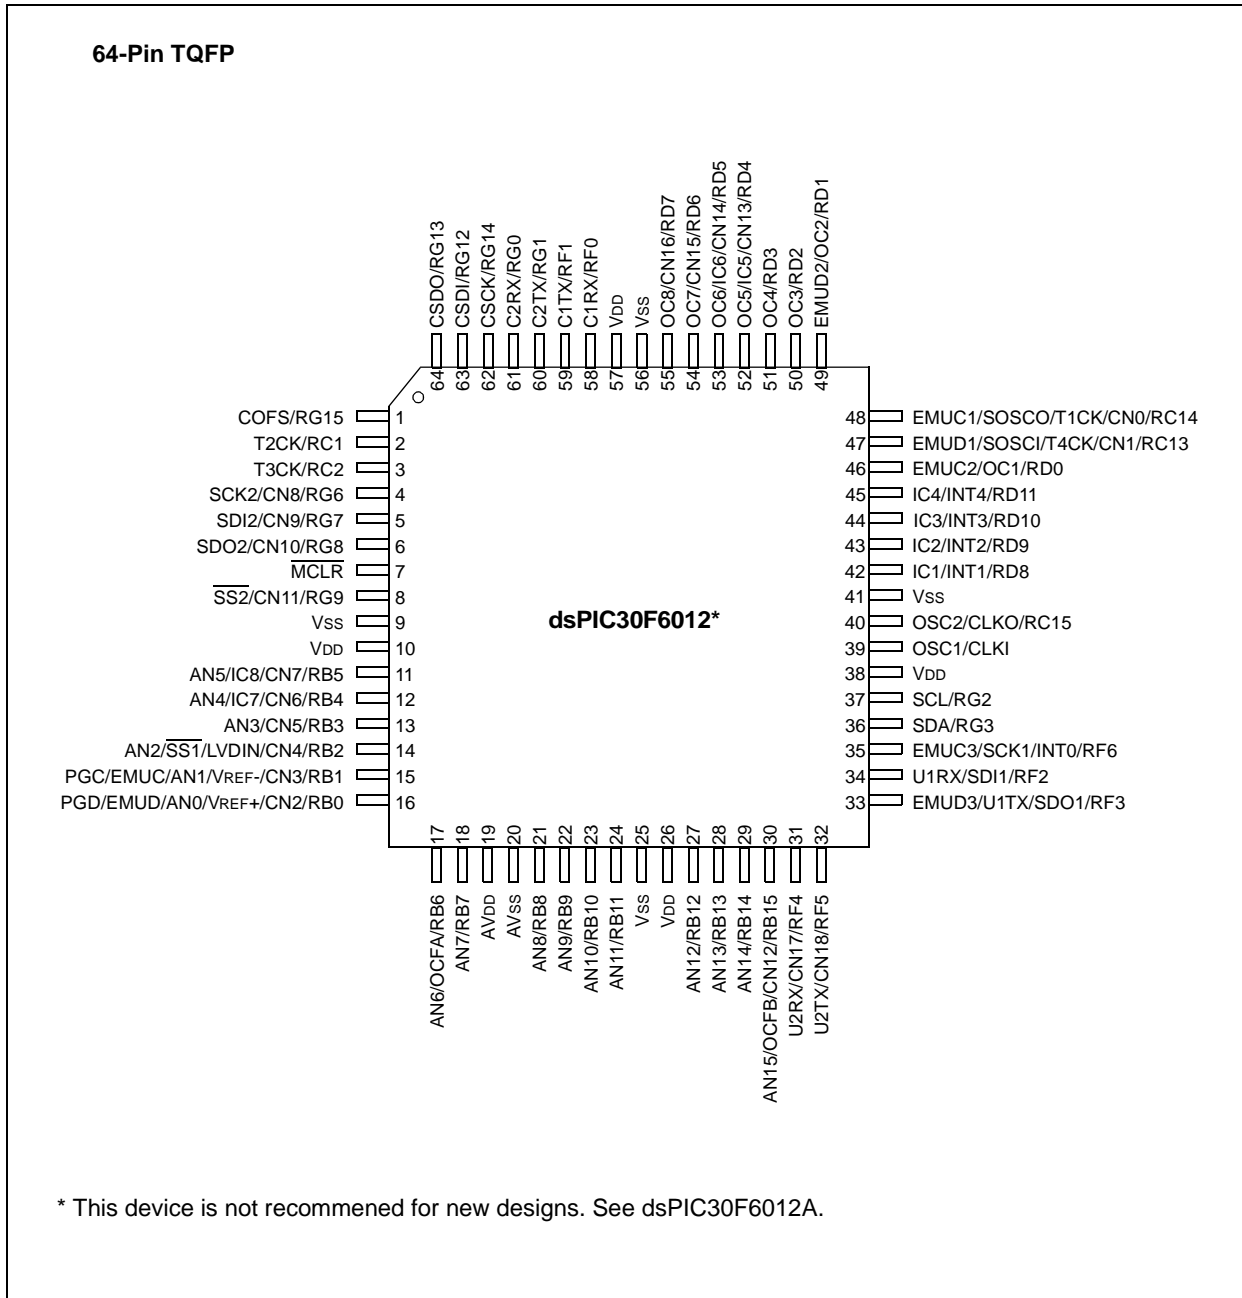 64-Pin TQFP
CSDO/RG13
CSDI/RG12
CSCK/RG14
C2RX/RG0
C2TX/RG1
C1TX/RF1
C1RX/RF0
VDD
VSS
OC8/CN16/RD7
OC7/CN15/RD6
OC6/IC6/CN14/RD5
OC5/IC5/CN13/RD4
OC4/RD3
OC3/RD2
EMUD2/OC2/RD1
64 63 62 61 60 59 58 57 56 55 54 53 52 51 50 49
COFS/RG15 1
T2CK/RC1 2
T3CK/RC2 3
SCK2/CN8/RG6 4
SDI2/CN9/RG7 5
SDO2/CN10/RG8 6
MCLR 7
SS2/CN11/RG9 8
VSS 9
VDD 10
AN5/IC8/CN7/RB5 11
AN4/IC7/CN6/RB4 12
AN3/CN5/RB3 13
AN2/SS1/LVDIN/CN4/RB2 14
PGC/EMUC/AN1/VREF-/CN3/RB1 15
PGD/EMUD/AN0/VREF+/CN2/RB0 16
dsPIC30F6012*
48 EMUC1/SOSCO/T1CK/CN0/RC14
47 EMUD1/SOSCI/T4CK/CN1/RC13
46 EMUC2/OC1/RD0
45 IC4/INT4/RD11
44 IC3/INT3/RD10
43 IC2/INT2/RD9
42 IC1/INT1/RD8
41 VSS
40 OSC2/CLKO/RC15
39 OSC1/CLKI
38 VDD
37 SCL/RG2
36 SDA/RG3
35 EMUC3/SCK1/INT0/RF6
34 U1RX/SDI1/RF2
33 EMUD3/U1TX/SDO1/RF3
17 18 19 20 21 22 23 24 25 26 27 28 29 30 31 32
AN6/OCFA/RB6
AN7/RB7
AVDD
AVSS
AN8/RB8
AN9/RB9
AN10/RB10
AN11/RB11
VSS
VDD
AN12/RB12
AN13/RB13
AN14/RB14
AN15/OCFB/CN12/RB15
U2RX/CN17/RF4
U2TX/CN18/RF5
* This device is not recommened for new designs. See dsPIC30F6012A.